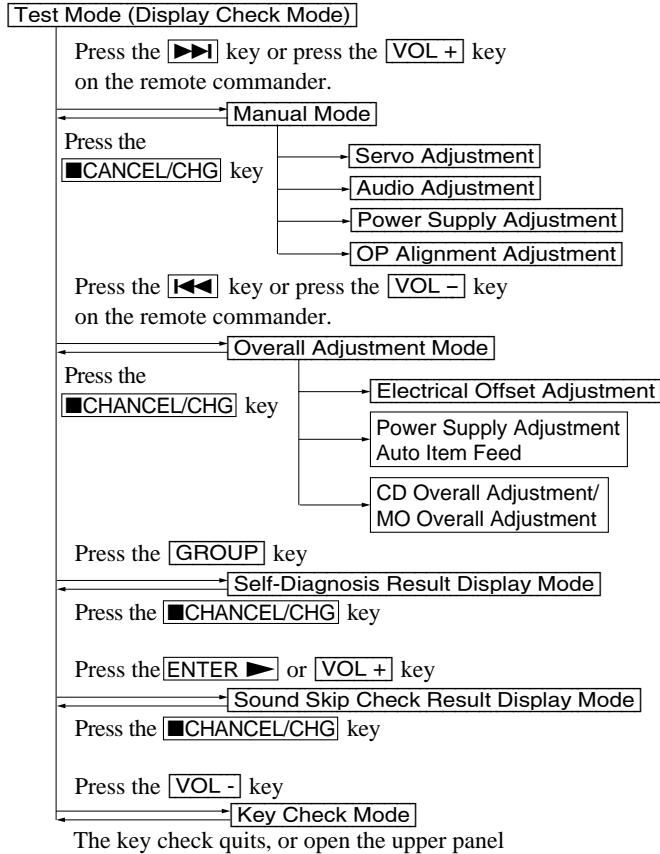 Test Mode (Display Check Mode)
Press the ▶▶I key or press the VOL + key
on the remote commander.
Manual Mode
Press the
■CANCEL/CHG key
Servo Adjustment
Audio Adjustment
Power Supply Adjustment
OP Alignment Adjustment
Press the I◀◀ key or press the VOL – key
on the remote commander.
Overall Adjustment Mode
Press the
■CHANCEL/CHG key
Electrical Offset Adjustment
Power Supply Adjustment
Auto Item Feed
CD Overall Adjustment/
MO Overall Adjustment
Press the GROUP key
Self-Diagnosis Result Display Mode
Press the ■CHANCEL/CHG key
Press the ENTER ▶ or VOL + key
Sound Skip Check Result Display Mode
Press the ■CHANCEL/CHG key
Press the VOL - key
Key Check Mode
The key check quits, or open the upper panel